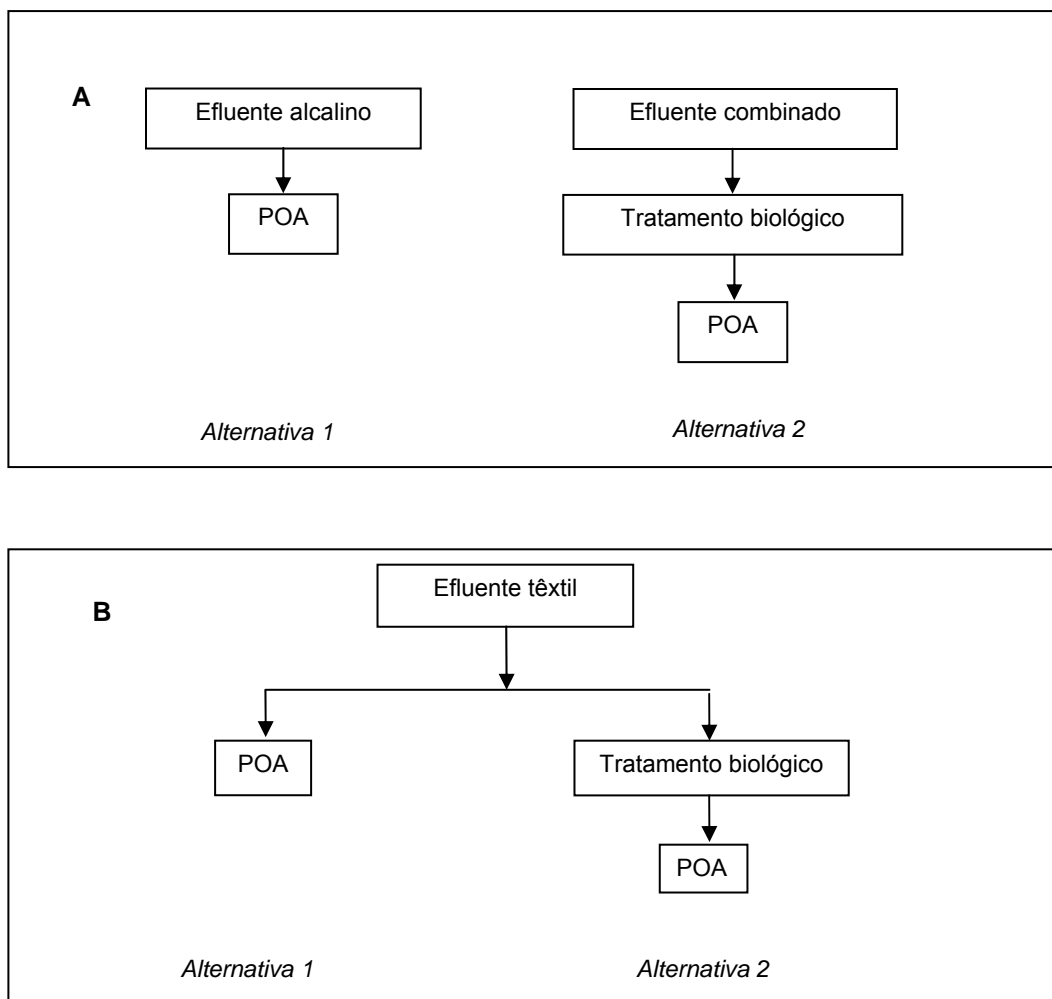 A
Efluente alcalino
Efluente combinado
POA
Tratamento biológico
POA
Alternativa 1
Alternativa 2
Efluente têxtil
B
POA
Tratamento biológico
POA
Alternativa 1
Alternativa 2